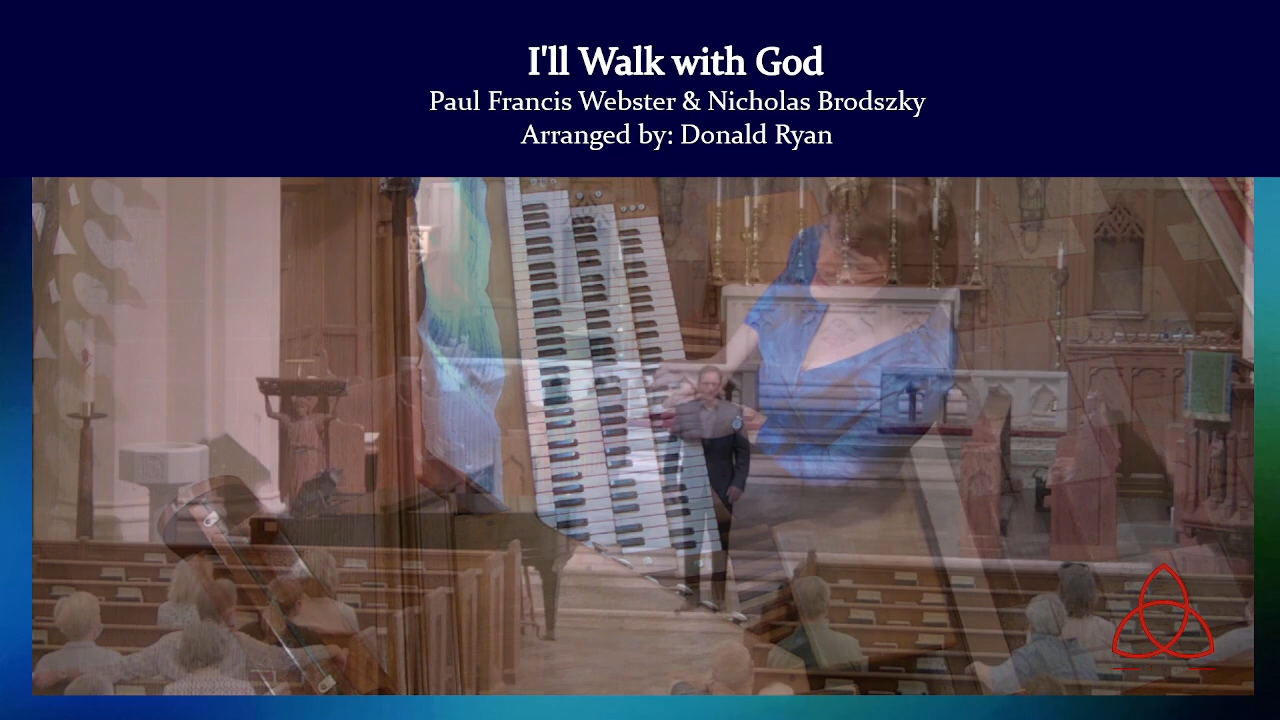 I'll Walk with God
Paul Francis Webster & Nicholas Brodszky
Arranged by: Donald Ryan